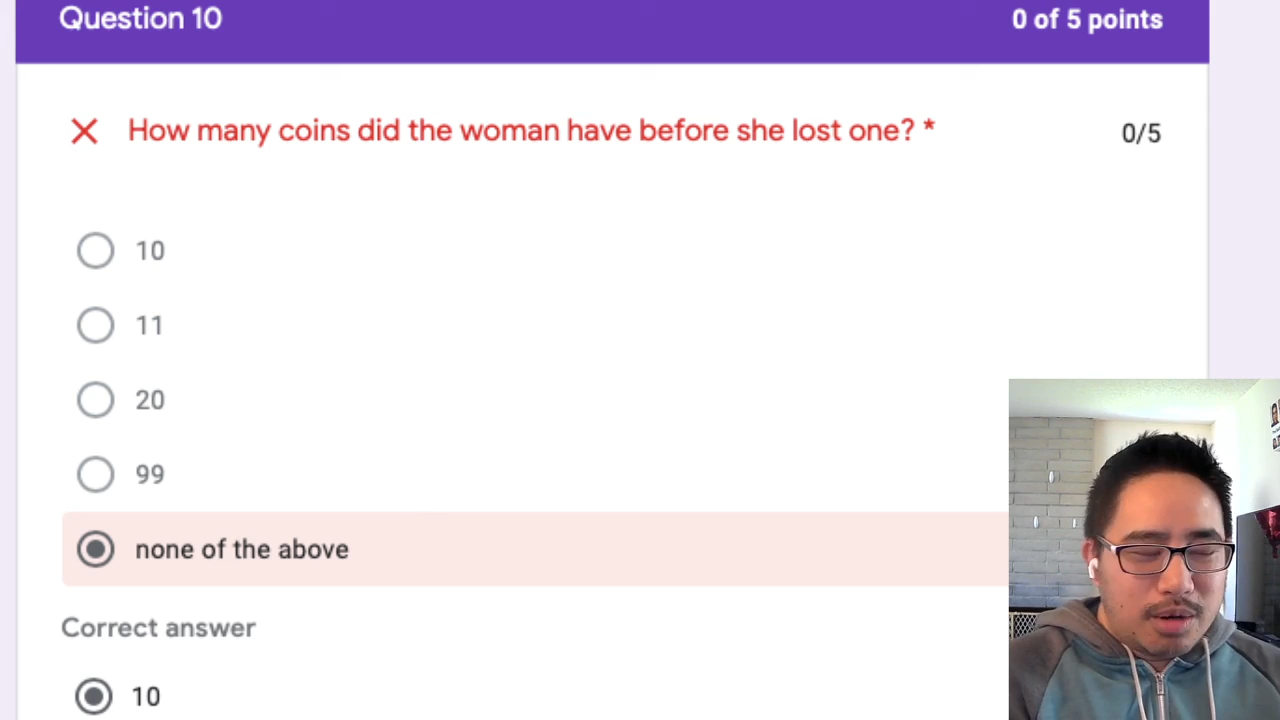 Question 10
0 of 5 points
How many coins did the woman have before she lost one? *
0/5
10
11
20
99
none of the above
Correct answer
10